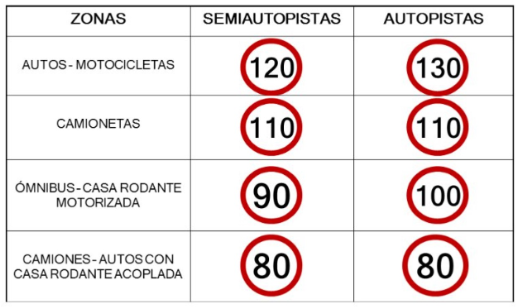 ZONAS SEMIAUTOPISTAS AUTOPISTAS
AUTOS - MOTOCICLETAS 120 130
CAMIONETAS 110 110
ÓMNIBUS - CASA RODANTE
MOTORIZADA 90 100
CAMIONES - AUTOS CON
CASA RODANTE ACOPLADA 80 80